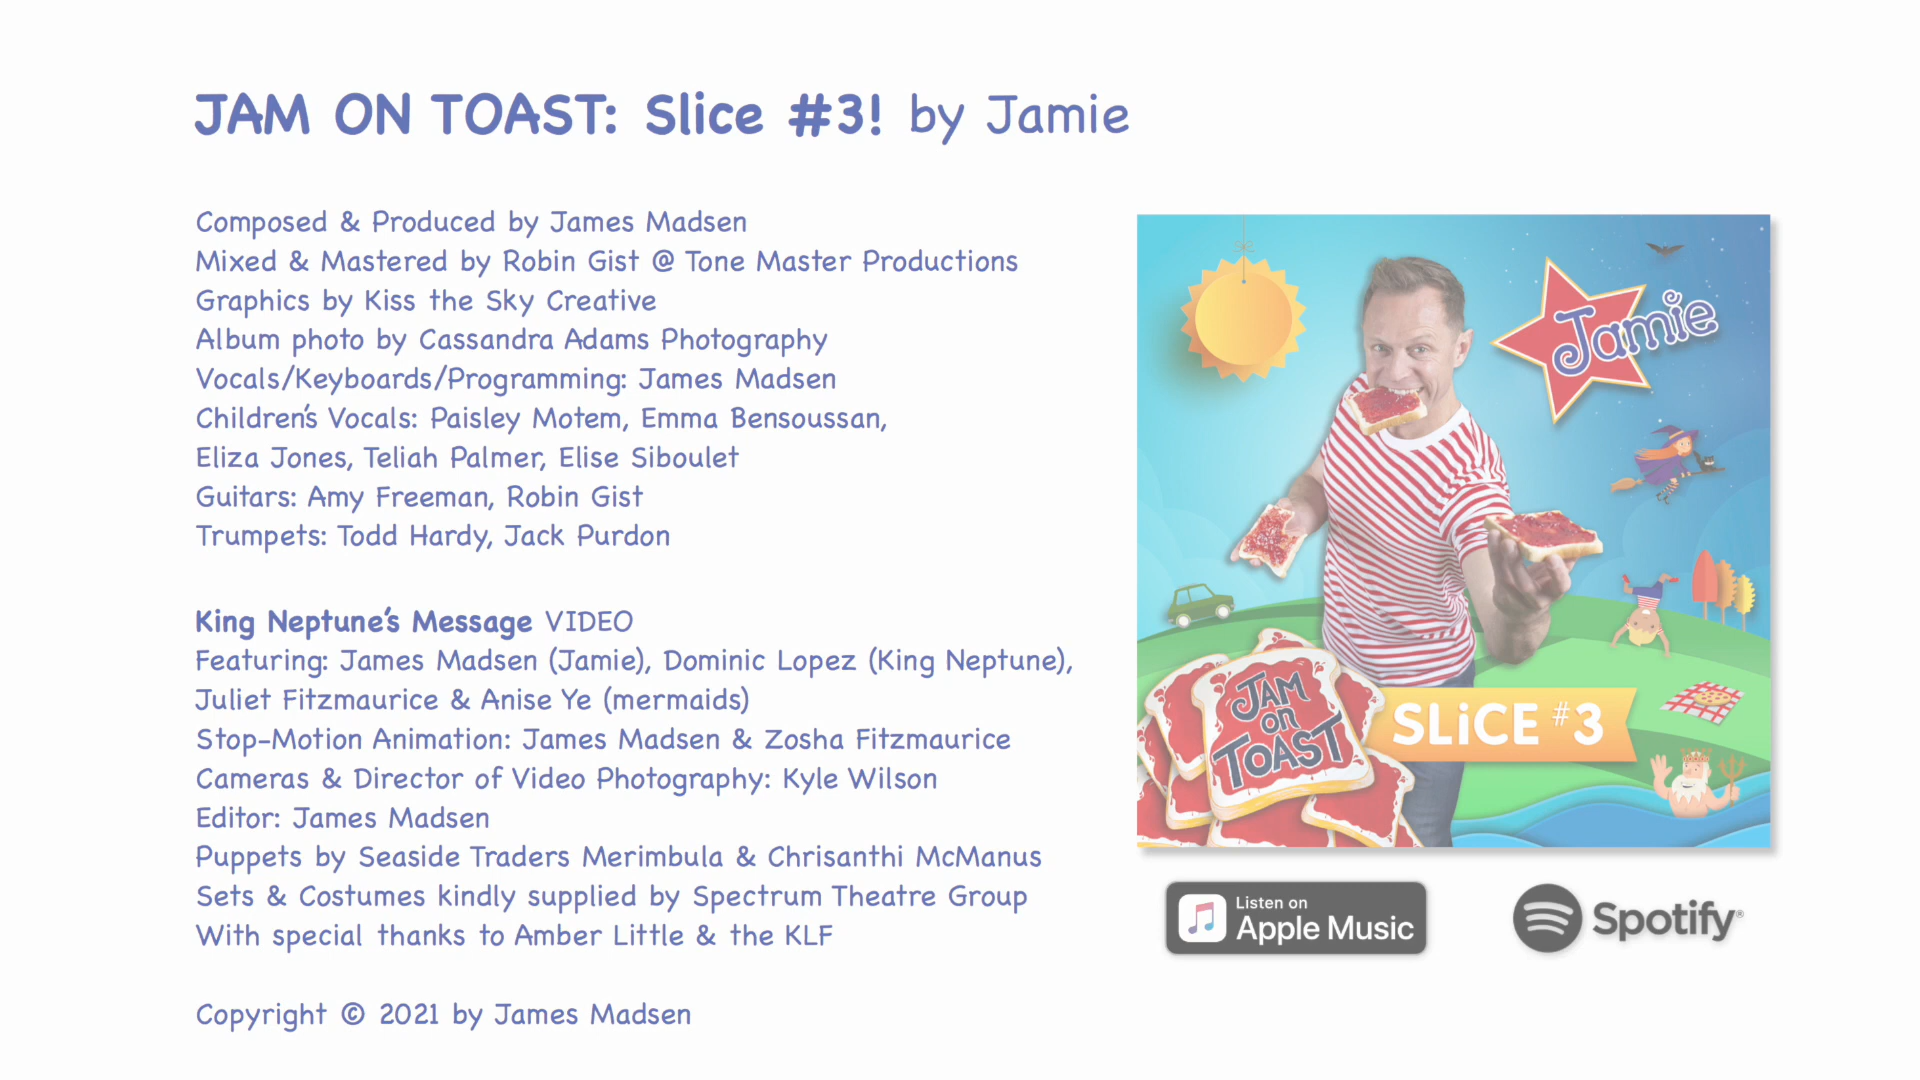 JAM ON TOAST: Slice #3! by Jamie
Composed & Produced by James Madsen
Mixed & Mastered by Robin Gist @ Tone Master Productions
Graphics by Kiss the Sky Creative
Album photo by Cassandra Adams Photography
Vocals/Keyboards/Programming: James Madsen
Children's Vocals: Paisley Motem, Emma Bensoussan,
Eliza Jones, Teliah Palmer, Elise Siboulet
Guitars: Amy Freeman, Robin Gist
Trumpets: Todd Hardy, Jack Purdon
King Neptune's Message VIDEO
Featuring: James Madsen (Jamie), Dominic Lopez (King Neptune),
Juliet Fitzmaurice & Anise Ye (mermaids)
Stop-Motion Animation: James Madsen & Zosha Fitzmaurice
Cameras & Director of Video Photography: Kyle Wilson
Editor: James Madsen
Puppets by Seaside Traders Merimbula & Chrisanthi McManus
Sets & Costumes kindly supplied by Spectrum Theatre Group
With special thanks to Amber Little & the KLF
Copyright © 2021 by James Madsen
Jamie
JAM
on
TOAST
SLiCE #3
Listen on
Apple Music
Spotify®